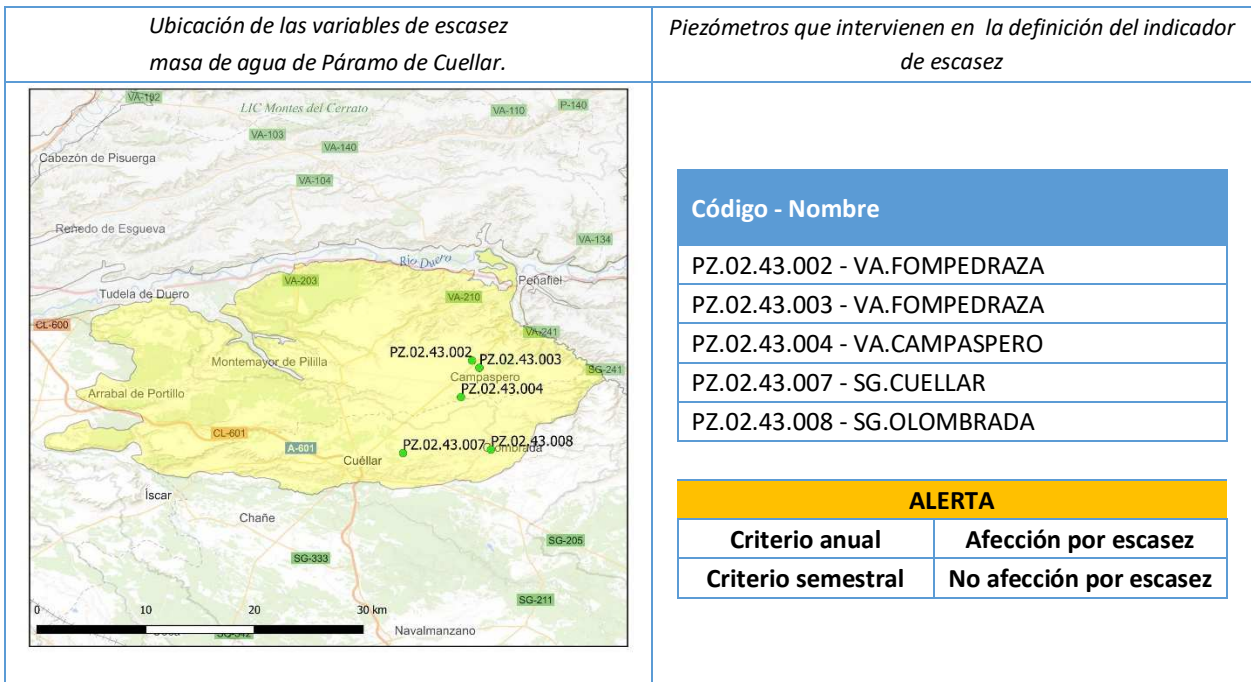 Ubicación de las variables de escasez
masa de agua de Páramo de Cuellar.
Piezómetros que intervienen en la definición del indicador
de escasez
VA-192
LIC Montes del Cerrato
VA-110
P-140
VA-103
VA-140
Cabezón de Pisuerga
VA-104
Renedo de Esgueva
VA-134
Río Duero
Peñafiel
VA-203
Tudela de Duero
VA-210
CL-600
VA-241
PZ.02.43.002
PZ.02.43.003
Montemayor de Pililla
Campaspero
SG-241
PZ.02.43.004
Arrabal de Portillo
CL-601
A-601
PZ.02.43.007
PZ.02.43.008
Olombrada
Cuéllar
Íscar
Chañe
SG-205
SG-333
SG-211
0 10 20 30 km
Navalmanzano
Código - Nombre
PZ.02.43.002 - VA.FOMPEDRAZA
PZ.02.43.003 - VA.FOMPEDRAZA
PZ.02.43.004 - VA.CAMPASPERO
PZ.02.43.007 - SG.CUELLAR
PZ.02.43.008 - SG.OLOMBRADA
ALERTA
Criterio anual Afección por escasez
Criterio semestral No afección por escasez